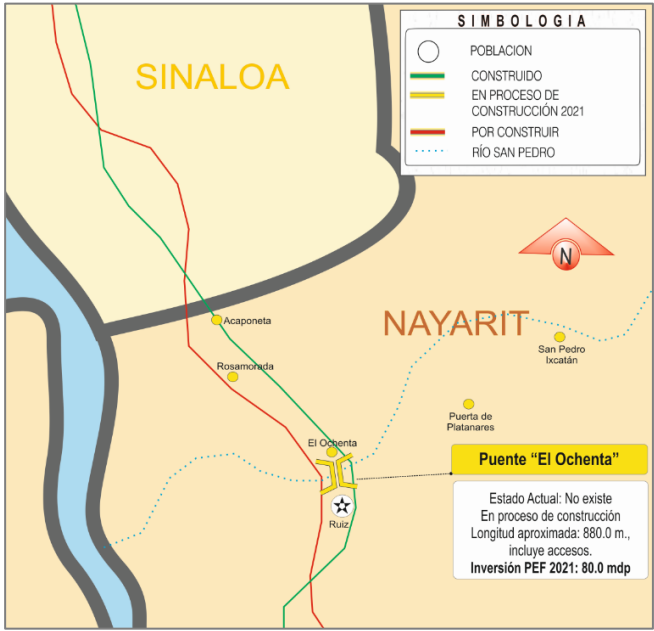 SIMBOLOGIA
POBLACION
CONSTRUIDO
EN PROCESO DE
CONSTRUCCIÓN 2021
POR CONSTRUIR
RÍO SAN PEDRO
SINALOA
N
NAYARIT
Acaponeta
San Pedro
Ixcatán
Rosamorada
Puerta de
Platanares
El Ochenta
Puente “El Ochenta”
Estado Actual: No existe
En proceso de construcción
Longitud aproximada: 880.0 m.,
incluye accesos.
Inversión PEF 2021: 80.0 mdp
Ruiz